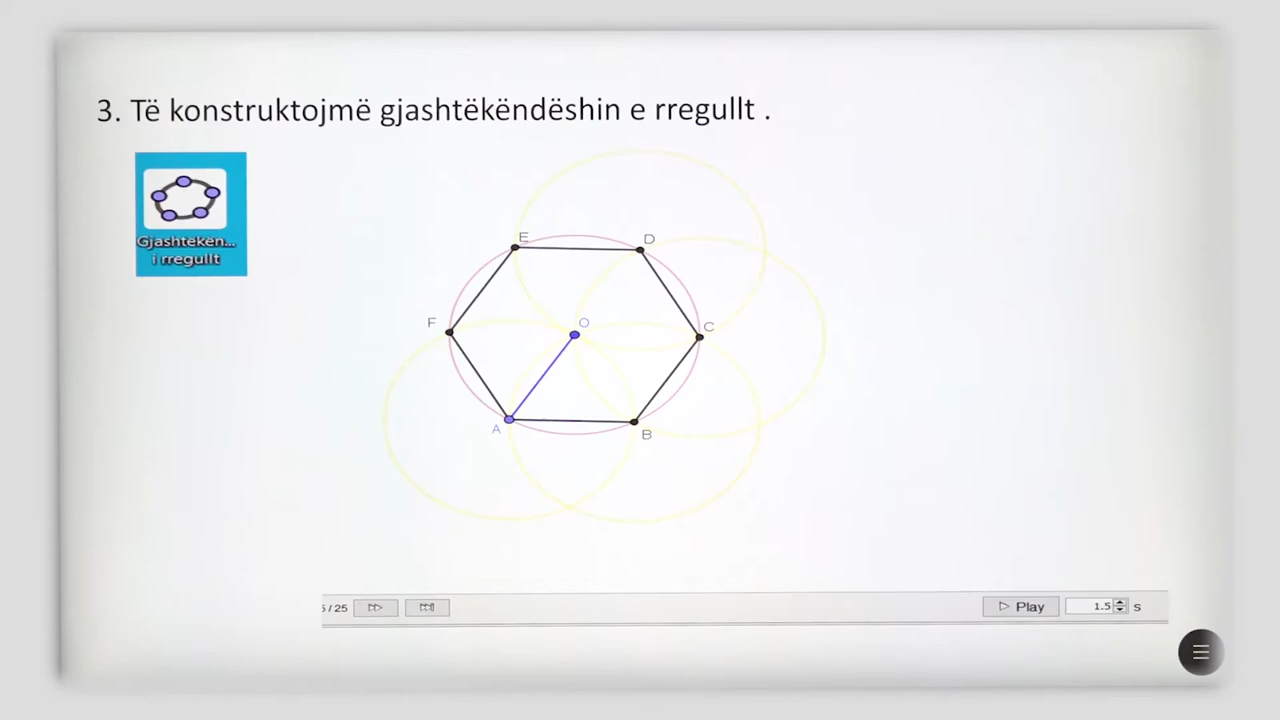 3. Të konstruktojmë gjashtëkëndëshin e rregullt .
Gjashtëkën...
i rregullt
E
D
F
O
C
A
B
/ 25
Play
1.5
s